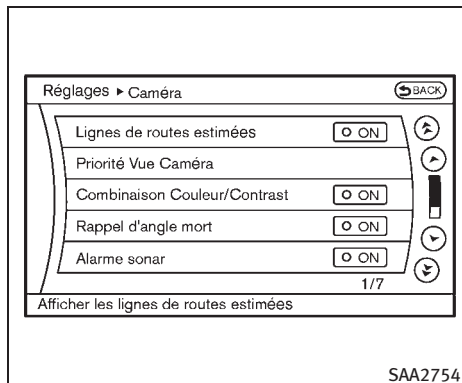 Réglages ▶ Caméra BACK
Lignes de routes estimées ON
Priorité Vue Caméra
Combinaison Couleur/Contrast ON
Rappel d'angle mort ON
Alarme sonar ON
1/7
Afficher les lignes de routes estimées
SAA2754